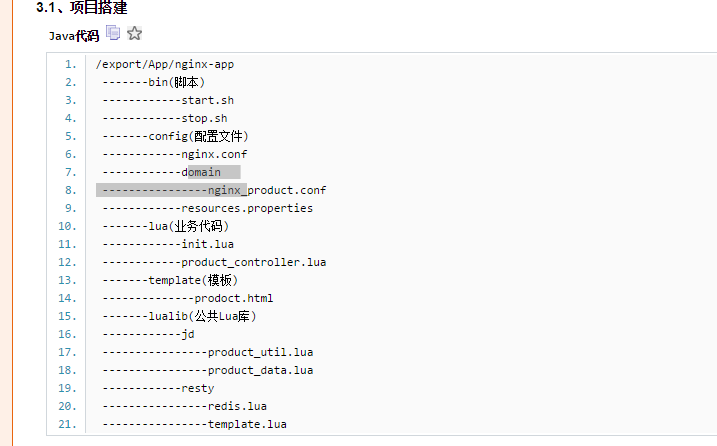 3.1、项目搭建
Java代码
1. /export/App/nginx-app
2. -------bin(脚本)
3. ------------start.sh
4. ------------stop.sh
5. -------config(配置文件)
6. ------------nginx.conf
7. ------------domain
8. ----------------nginx_product.conf
9. ------------resources.properties
10. -------lua(业务代码)
11. ------------init.lua
12. ------------product_controller.lua
13. -------template(模板)
14. --------------prodoct.html
15. -------lualib(公共Lua库)
16. ------------jd
17. ----------------product_util.lua
18. ----------------product_data.lua
19. ------------resty
20. ----------------redis.lua
21. ----------------template.lua